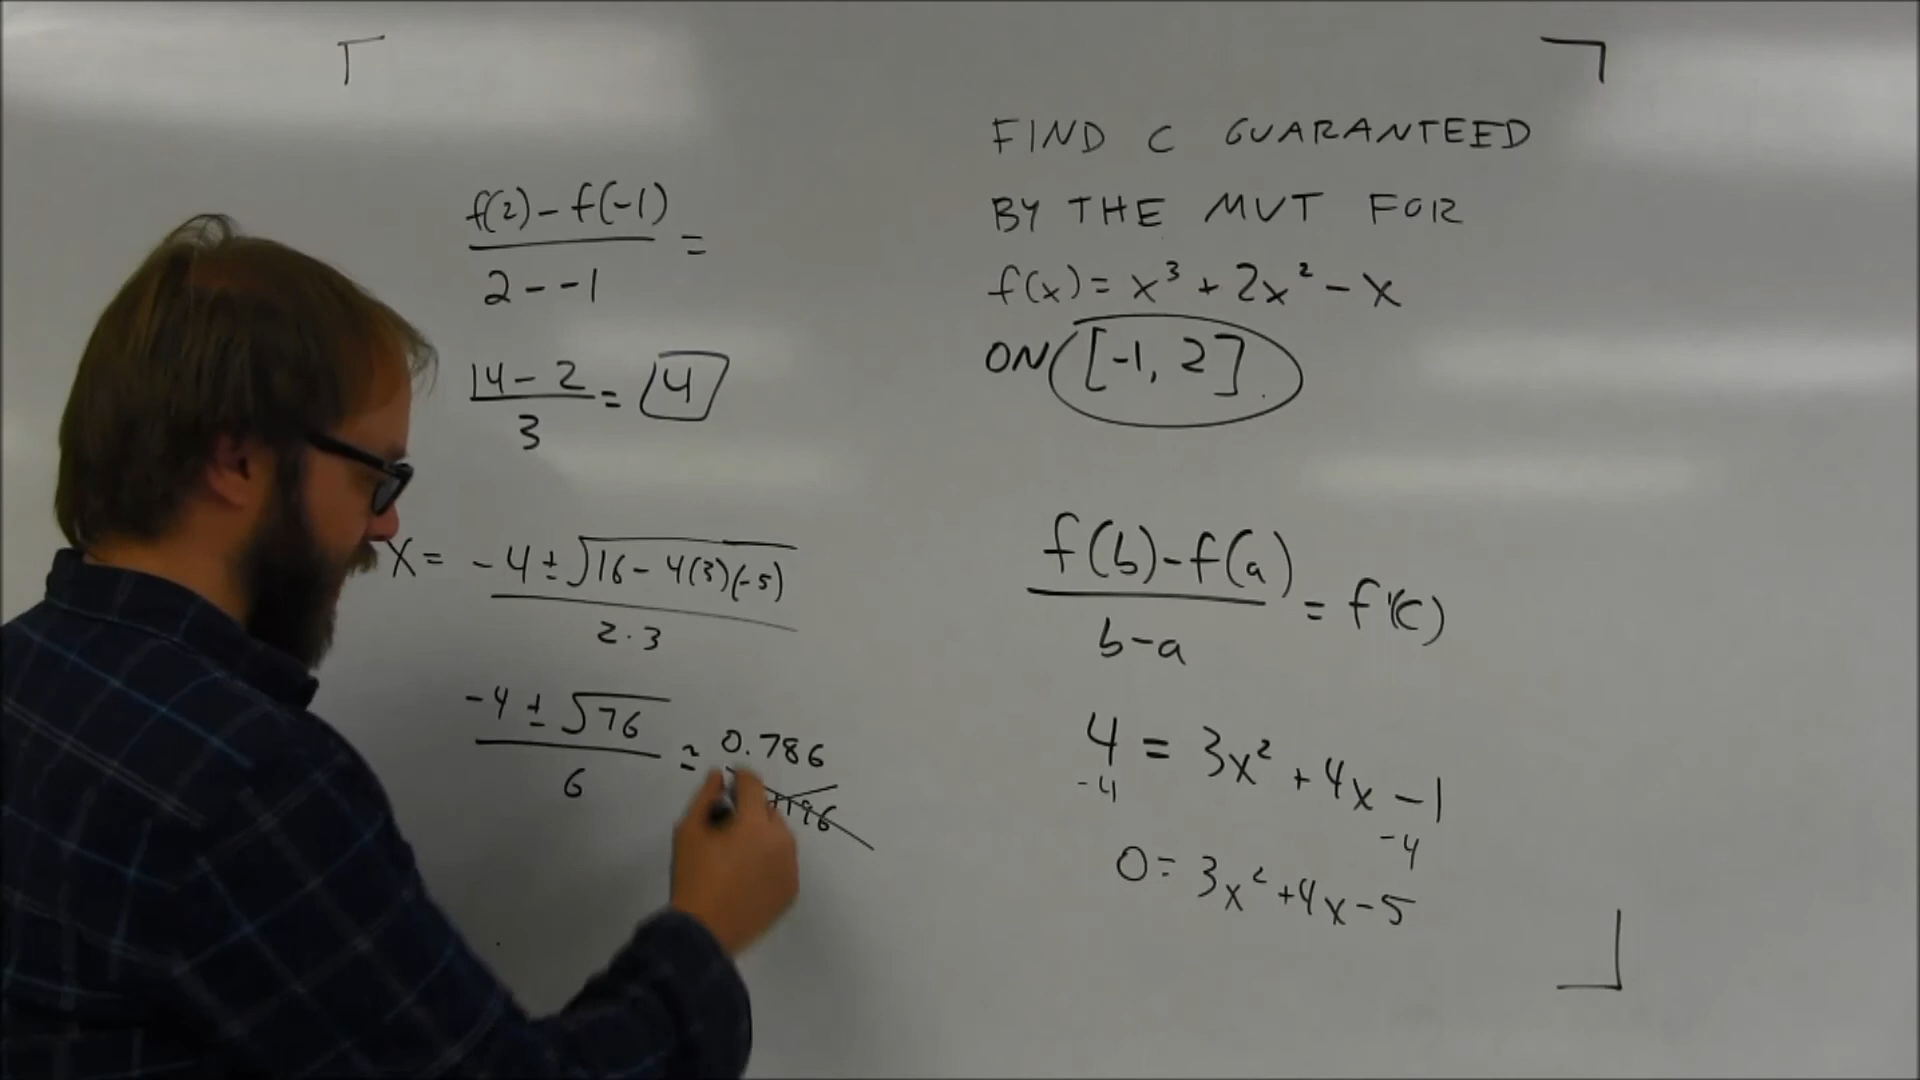 FIND C GUARANTEED
BY THE MVT FOR
f(x) = x³ + 2x² - x
ON [-1, 2]
f(b) - f(a) / b - a = f'(c)
4 = 3x² + 4x - 1
-4 -4
0 = 3x² + 4x - 5
f(2) - f(-1) / 2 - -1 =
14 - 2 / 3 = 4
X = -4 ± √16 - 4(3)(-5) / 2 · 3
-4 ± √76 / 6 ≈ 0.786